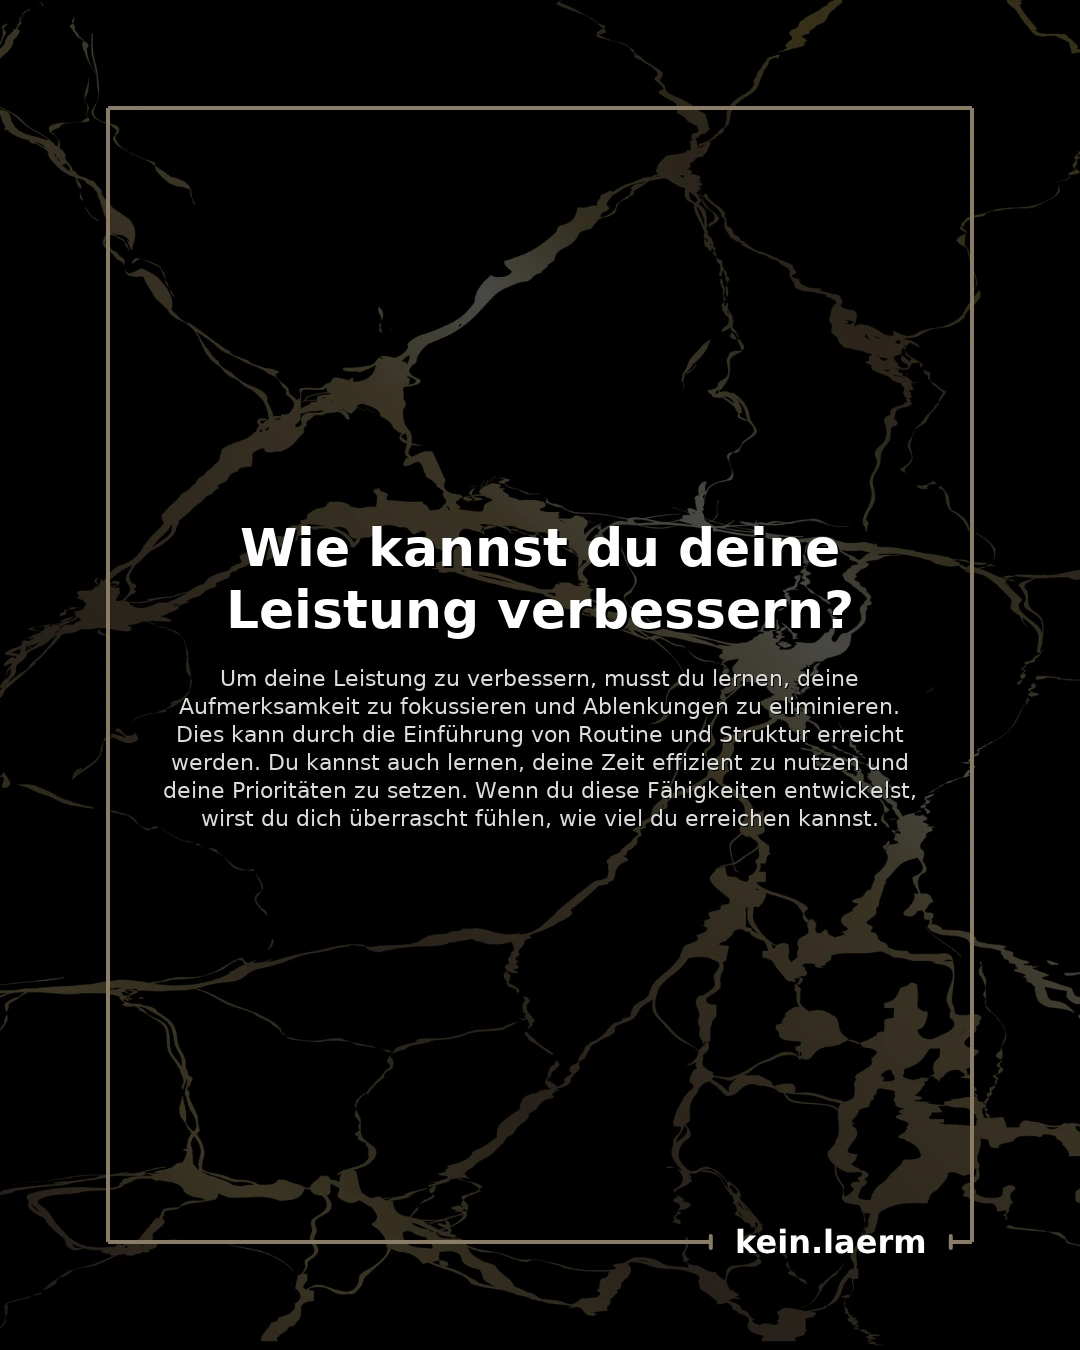 Wie kannst du deine
Leistung verbessern?
Um deine Leistung zu verbessern, musst du lernen, deine
Aufmerksamkeit zu fokussieren und Ablenkungen zu eliminieren.
Dies kann durch die Einführung von Routine und Struktur erreicht
werden. Du kannst auch lernen, deine Zeit effizient zu nutzen und
deine Prioritäten zu setzen. Wenn du diese Fähigkeiten entwickelst,
wirst du dich überrascht fühlen, wie viel du erreichen kannst.
kein.laerm